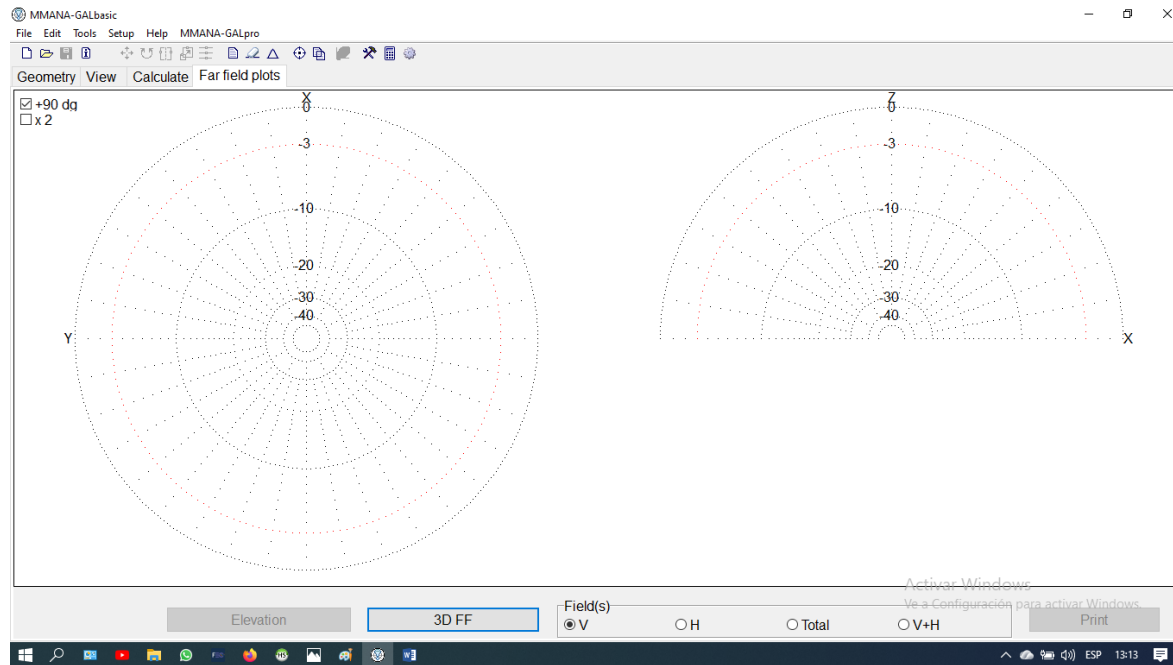 MMANA-GALbasic
File Edit Tools Setup Help MMANA-GALpro
Geometry View Calculate Far field plots
+90 dg
x 2
X
0
-3
-10
-20
-30
-40
Y
Z
0
-3
-10
-20
-30
-40
X
Activar Windows
Ve a Configuración para activar Windows.
Elevation
3D FF
Field(s)
V H Total V+H
Print
ESP 13:13